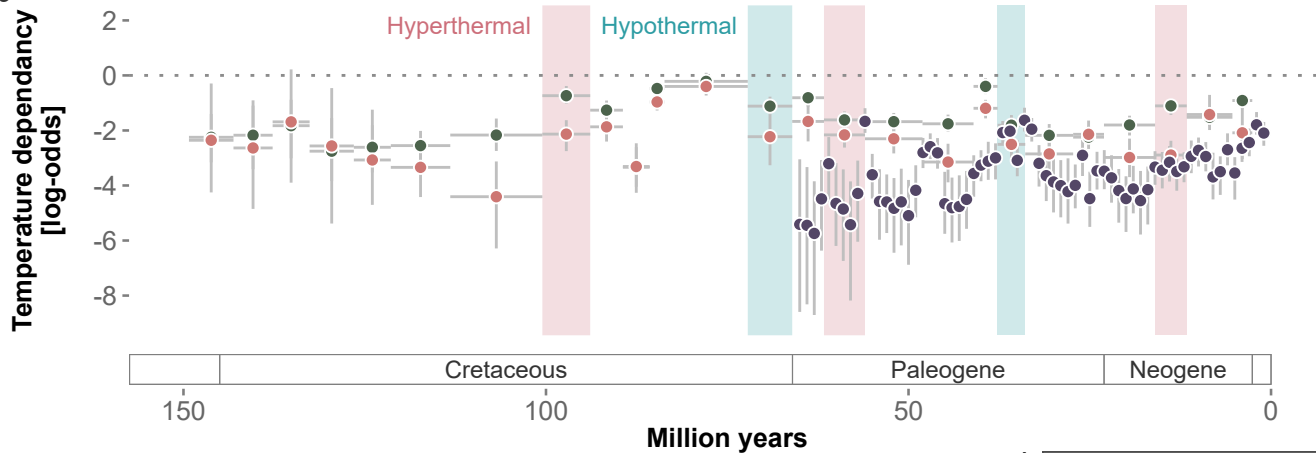 Temperature dependancy
[log-odds]
2
0
-2
-4
-6
-8
Hyperthermal
Hypothermal
Cretaceous
Paleogene
Neogene
150
100
50
0
Million years